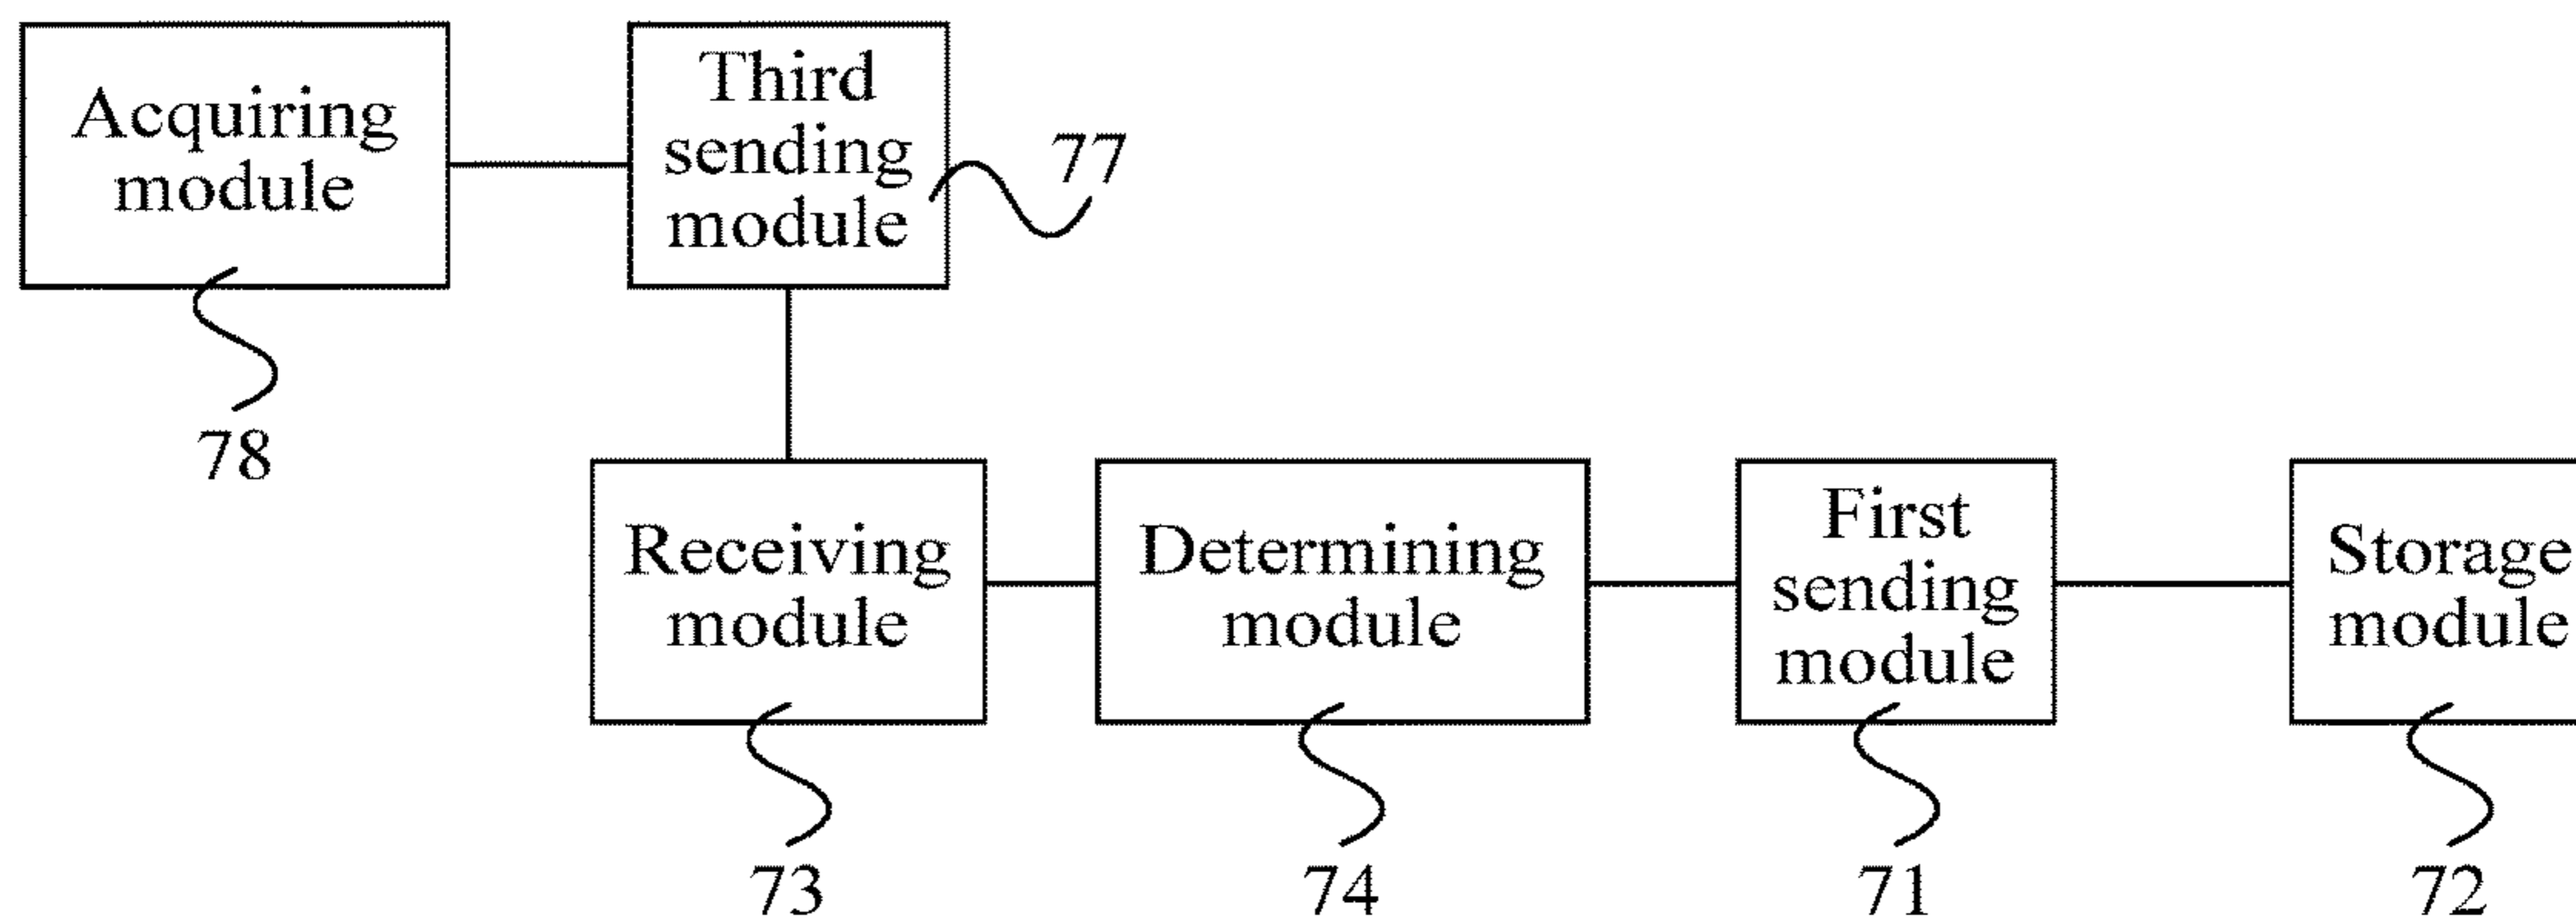 Acquiring
module
Third
sending
module
77
78
Receiving
module
Determining
module
First
sending
module
Storage
module
73
74
71
72